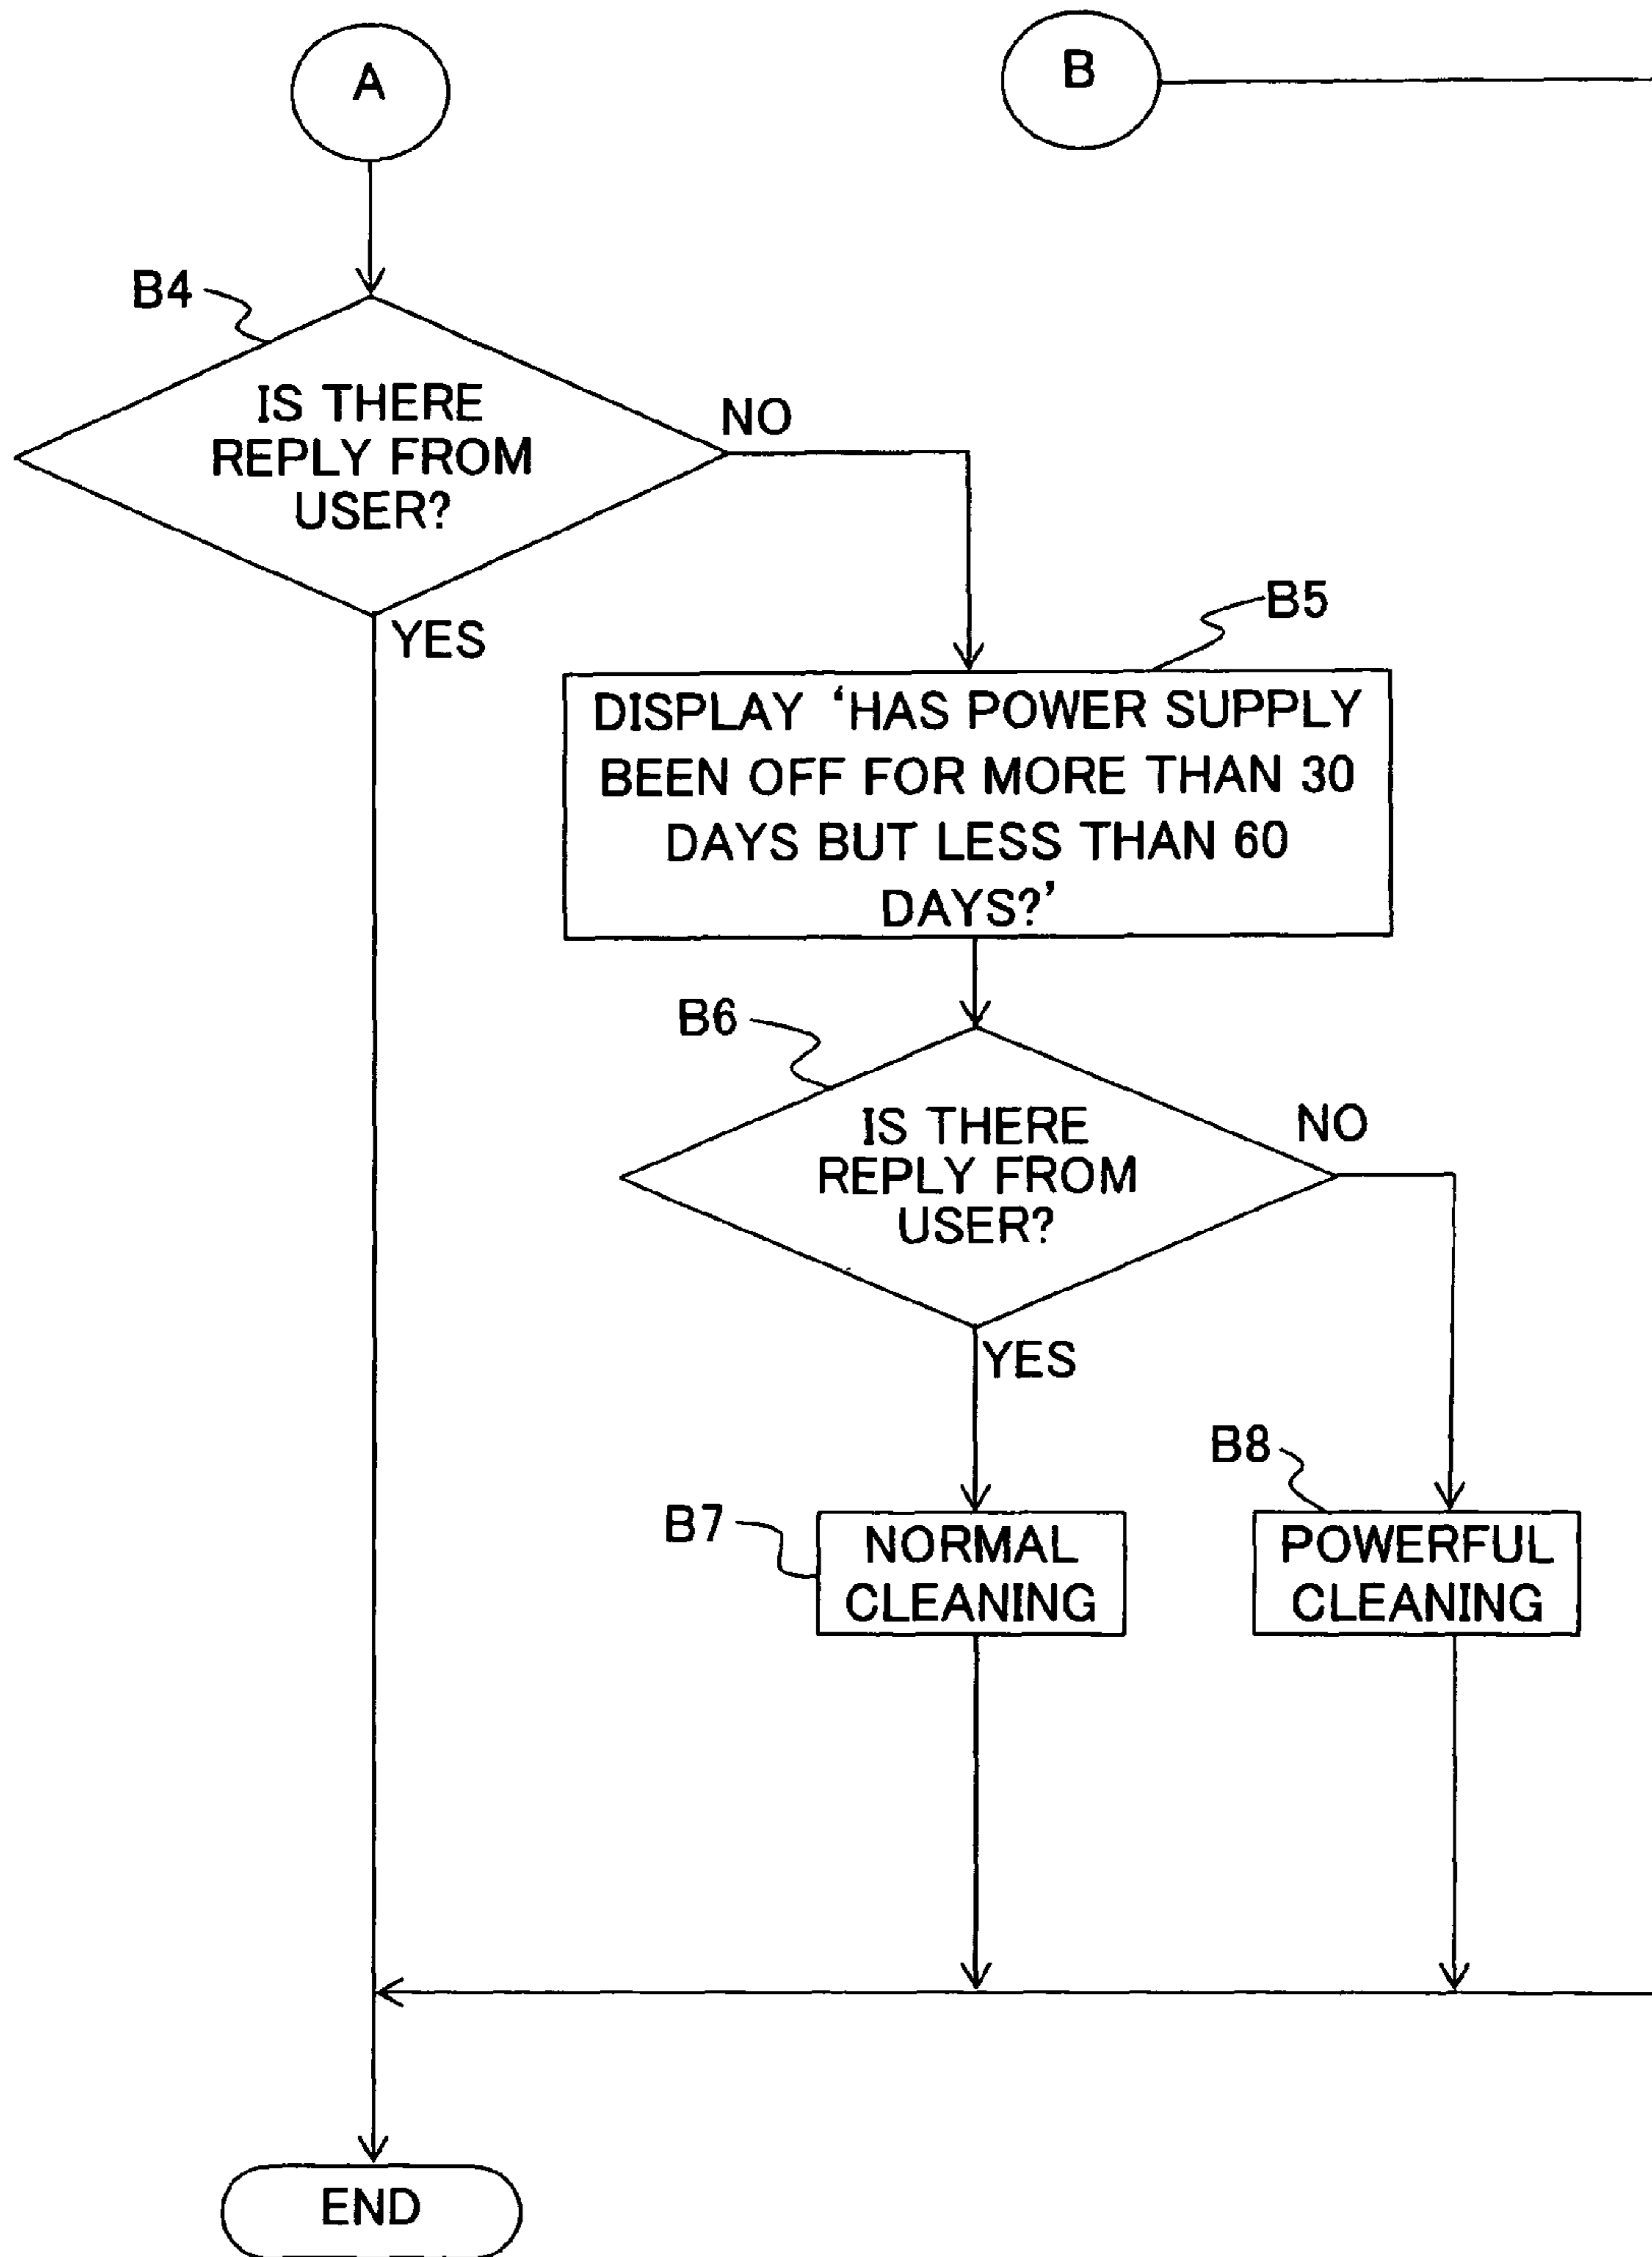 A
B
B4
IS THERE
REPLY FROM
USER?
NO
YES
B5
DISPLAY ‘HAS POWER SUPPLY
BEEN OFF FOR MORE THAN 30
DAYS BUT LESS THAN 60
DAYS?’
B6
IS THERE
REPLY FROM
USER?
NO
YES
B7
NORMAL
CLEANING
B8
POWERFUL
CLEANING
END